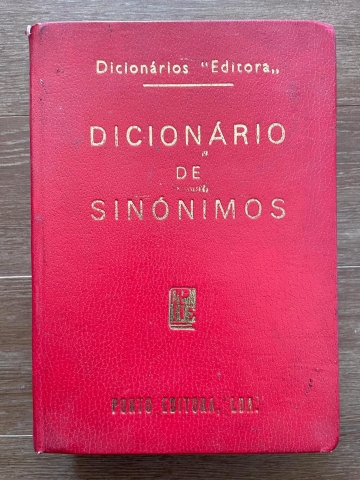 Dicionários "Editora„
DICIONÁRIO
DE
SINÓNIMOS
PORTO EDITORA, LDA.